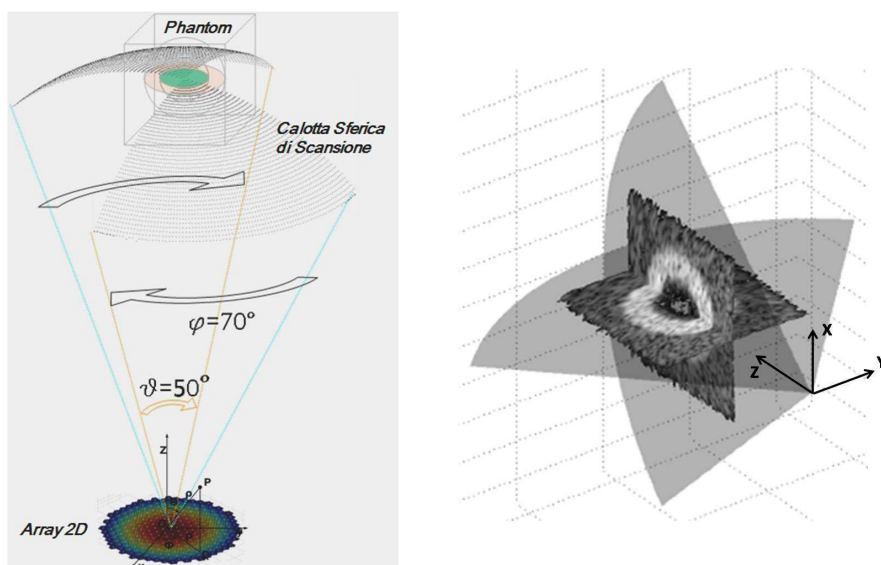 Phantom
Calotta Sferica
di Scansione
φ=70°
ϑ=50°
z
P
ρ
Array 2D
X
Z
Y